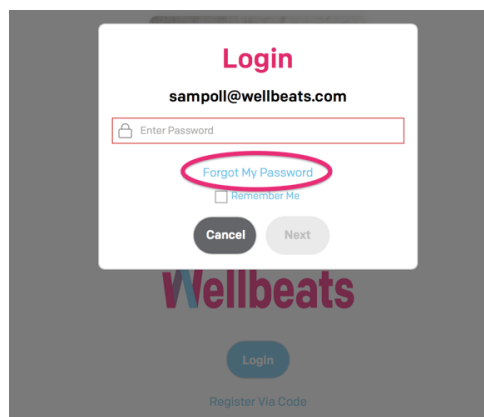 Login
sampoll@wellbeats.com
Enter Password
Forgot My Password
Remember Me
Cancel Next
Wellbeats
Login
Register Via Code